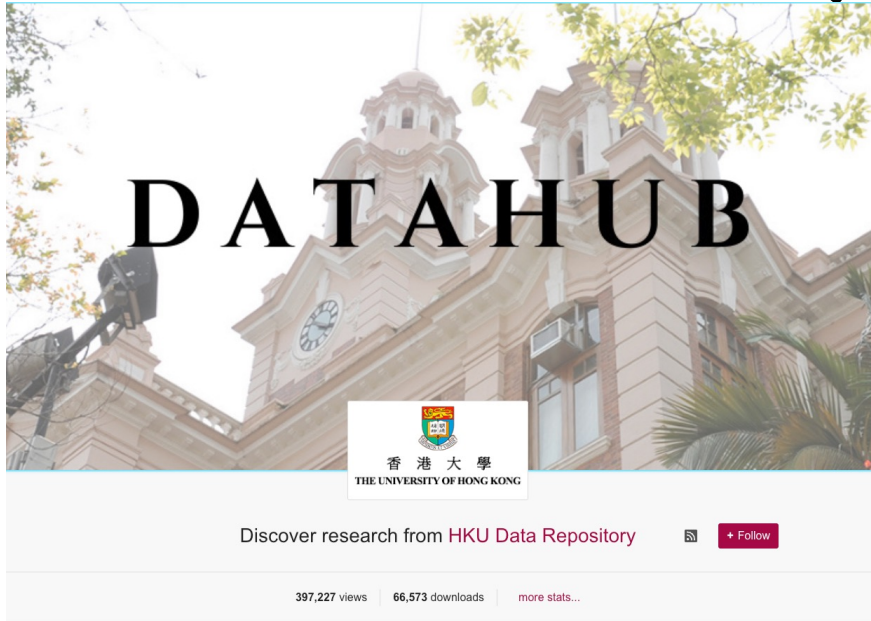 DATAHUB
香港大學
THE UNIVERSITY OF HONG KONG
Discover research from HKU Data Repository
+ Follow
397,227 views 66,573 downloads more stats...